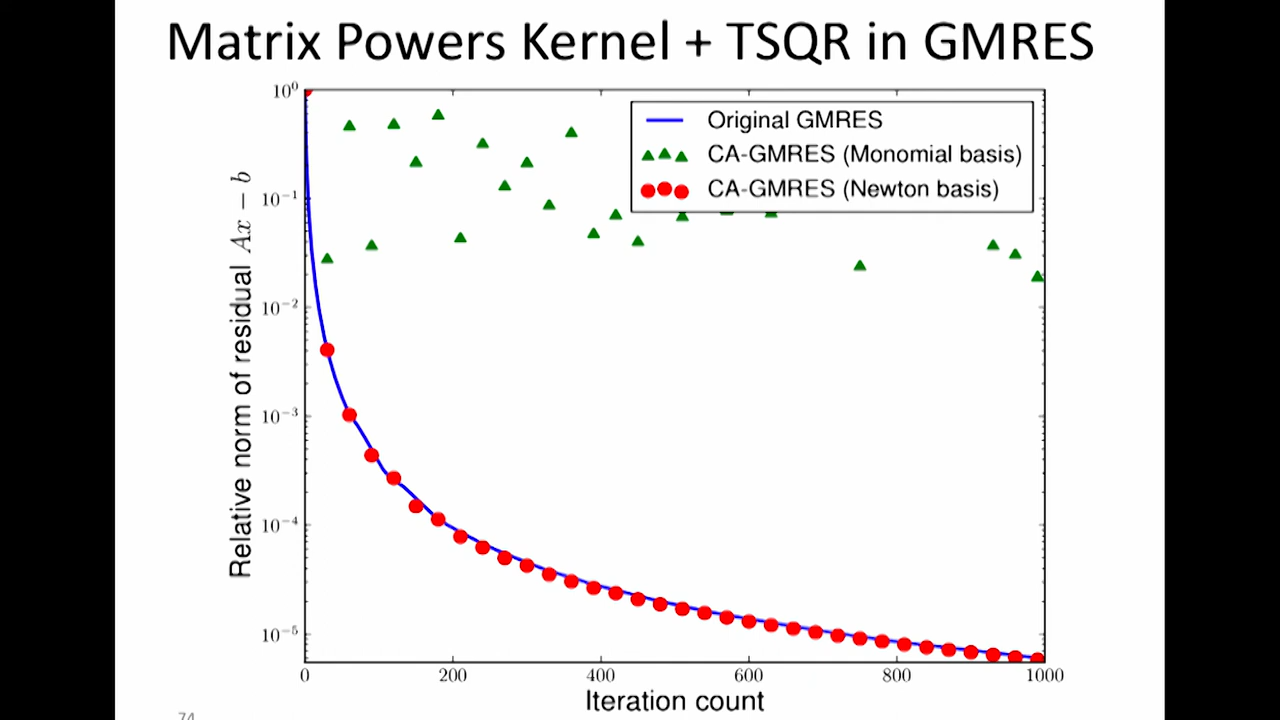 Matrix Powers Kernel + TSQR in GMRES
Original GMRES
CA-GMRES (Monomial basis)
CA-GMRES (Newton basis)
Relative norm of residual Ax − b
10⁰
10⁻¹
10⁻²
10⁻³
10⁻⁴
10⁻⁵
0 200 400 600 800 1000
Iteration count
74